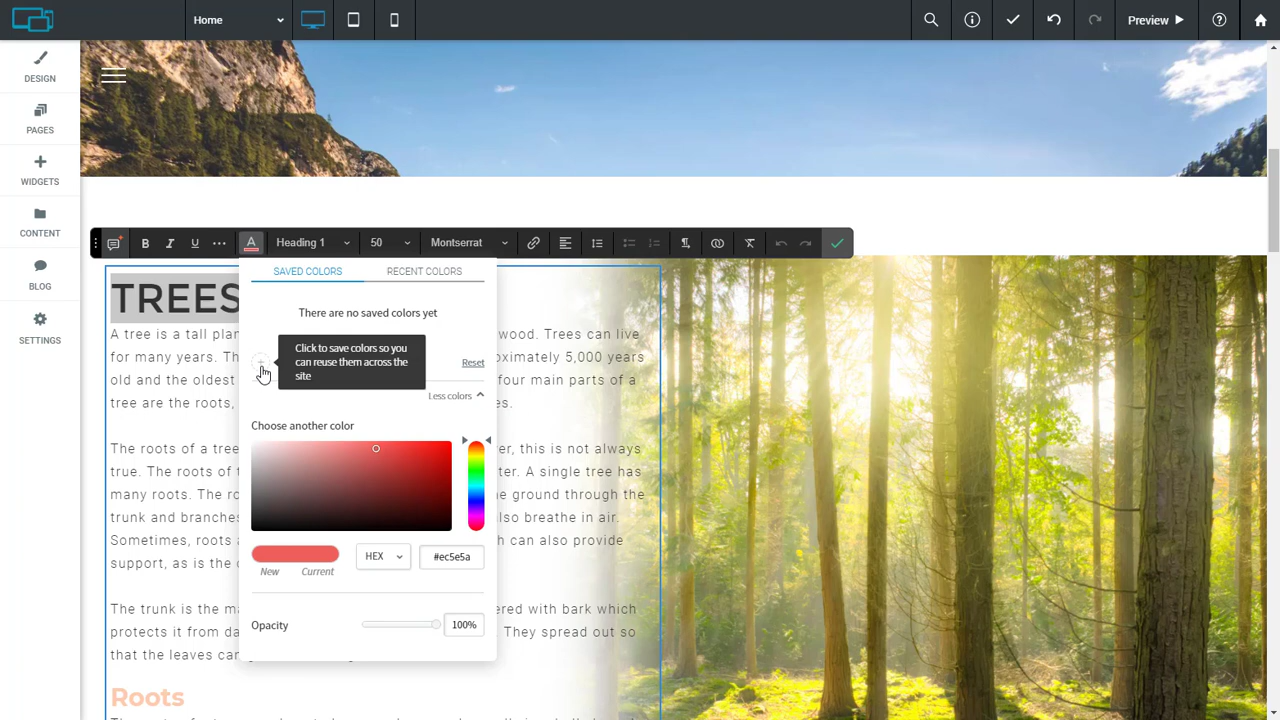 Home
Preview
DESIGN
PAGES
WIDGETS
CONTENT
BLOG
SETTINGS
B I U A Heading 1 50 Montserrat
SAVED COLORS RECENT COLORS
There are no saved colors yet
Click to save colors so you
can reuse them across the
site
Reset
Less colors
Choose another color
HEX #ec5e5a
New Current
Opacity 100%
TREES
A tree is a tall plan wood. Trees can live
for many years. Th oximately 5,000 years
old and the oldest four main parts of a
tree are the roots, es.
The roots of a tree er, this is not always
true. The roots of t ter. A single tree has
many roots. The ro he ground through the
trunk and branches also breathe in air.
Sometimes, roots a ch can also provide
support, as is the c
The trunk is the ma ered with bark which
protects it from da They spread out so
that the leaves can
Roots